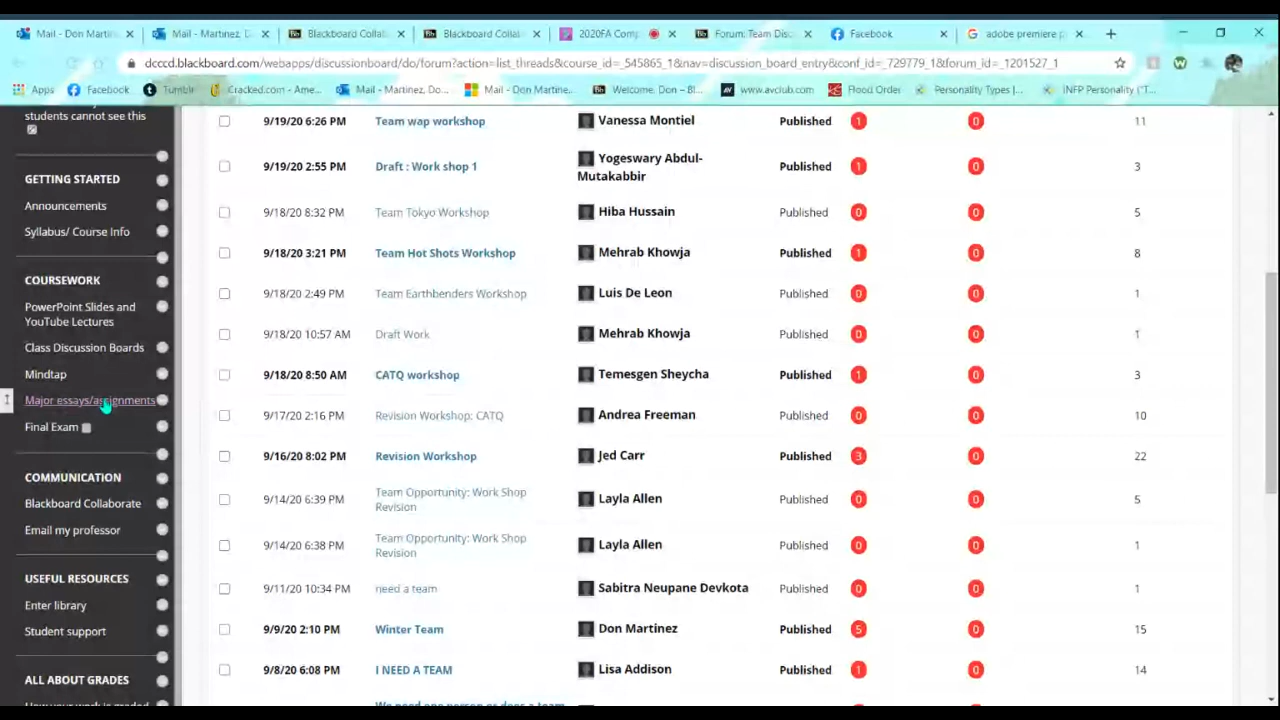 Mail - Don Martin
Mail - Martinez, D
Blackboard Collab
Blackboard Collab
2020FA Comp
Forum: Team Disc
Facebook
adobe premiere p
dcccd.blackboard.com/webapps/discussionboard/do/forum?action=list_threads&course_id=_545865_1&nav=discussion_board_entry&conf_id=_729779_1&forum_id=_1201527_1
Apps
Facebook
Tumblr
Cracked.com - Ame...
Mail - Martinez, Do...
Mail - Don Martine...
Welcome, Don – Bl...
www.avclub.com
Flood Order
Personality Types |...
INFP Personality ("T...
students cannot see this
GETTING STARTED
Announcements
Syllabus/ Course Info
COURSEWORK
PowerPoint Slides and
YouTube Lectures
Class Discussion Boards
Mindtap
Major essays/assignments
Final Exam
COMMUNICATION
Blackboard Collaborate
Email my professor
USEFUL RESOURCES
Enter library
Student support
ALL ABOUT GRADES
How your work is graded
9/19/20 6:26 PM Team wap workshop Vanessa Montiel Published 1 0 11
9/19/20 2:55 PM Draft : Work shop 1 Yogeswary Abdul-
Mutakabbir Published 1 0 3
9/18/20 8:32 PM Team Tokyo Workshop Hiba Hussain Published 0 0 5
9/18/20 3:21 PM Team Hot Shots Workshop Mehrab Khowja Published 1 0 8
9/18/20 2:49 PM Team Earthbenders Workshop Luis De Leon Published 0 0 1
9/18/20 10:57 AM Draft Work Mehrab Khowja Published 0 0 1
9/18/20 8:50 AM CATQ workshop Temesgen Sheycha Published 1 0 3
9/17/20 2:16 PM Revision Workshop: CATQ Andrea Freeman Published 0 0 10
9/16/20 8:02 PM Revision Workshop Jed Carr Published 3 0 22
9/14/20 6:39 PM Team Opportunity: Work Shop
Revision Layla Allen Published 0 0 5
9/14/20 6:38 PM Team Opportunity: Work Shop
Revision Layla Allen Published 0 0 1
9/11/20 10:34 PM need a team Sabitra Neupane Devkota Published 0 0 1
9/9/20 2:10 PM Winter Team Don Martinez Published 5 0 15
9/8/20 6:08 PM I NEED A TEAM Lisa Addison Published 1 0 14
We need one person or does a team